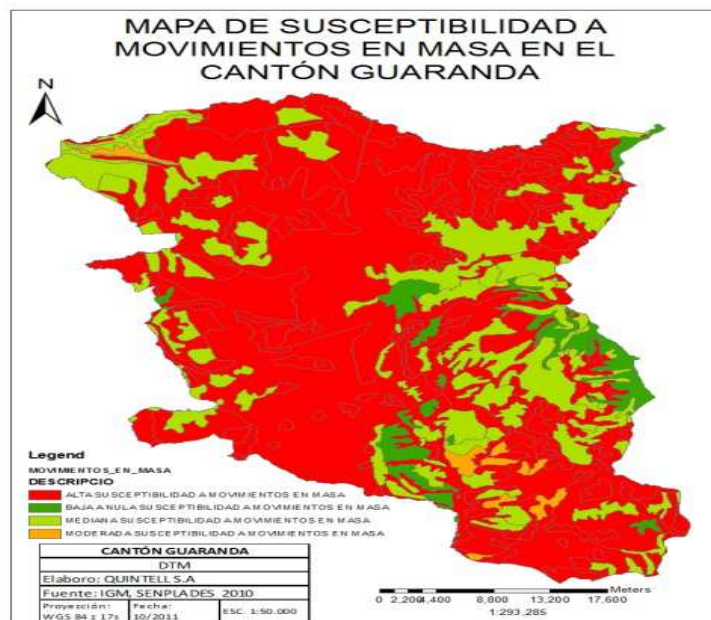 MAPA DE SUSCEPTIBILIDAD A
MOVIMIENTOS EN MASA EN EL
CANTÓN GUARANDA
N
Legend
MOVIMIENTOS_EN_MASA
DESCRIPCIO
ALTA SUSCEPTIBILIDAD A MOVIMIENTOS EN MASA
BAJA A NULA SUSCEPTIBILIDAD A MOVIMIENTOS EN MASA
MEDIANA SUSCEPTIBILIDAD A MOVIMIENTOS EN MASA
MODERADA SUSCEPTIBILIDAD A MOVIMIENTOS EN MASA
CANTÓN GUARANDA
DTM
Elaboro: QUINTELL S.A
Fuente: IGM, SENPLADES 2010
Proyección: WGS 84 z 17s
Fecha: 10/2011
ESC. 1:50.000
Meters
0 2,200 4,400 8,800 13,200 17,600
1:293,285